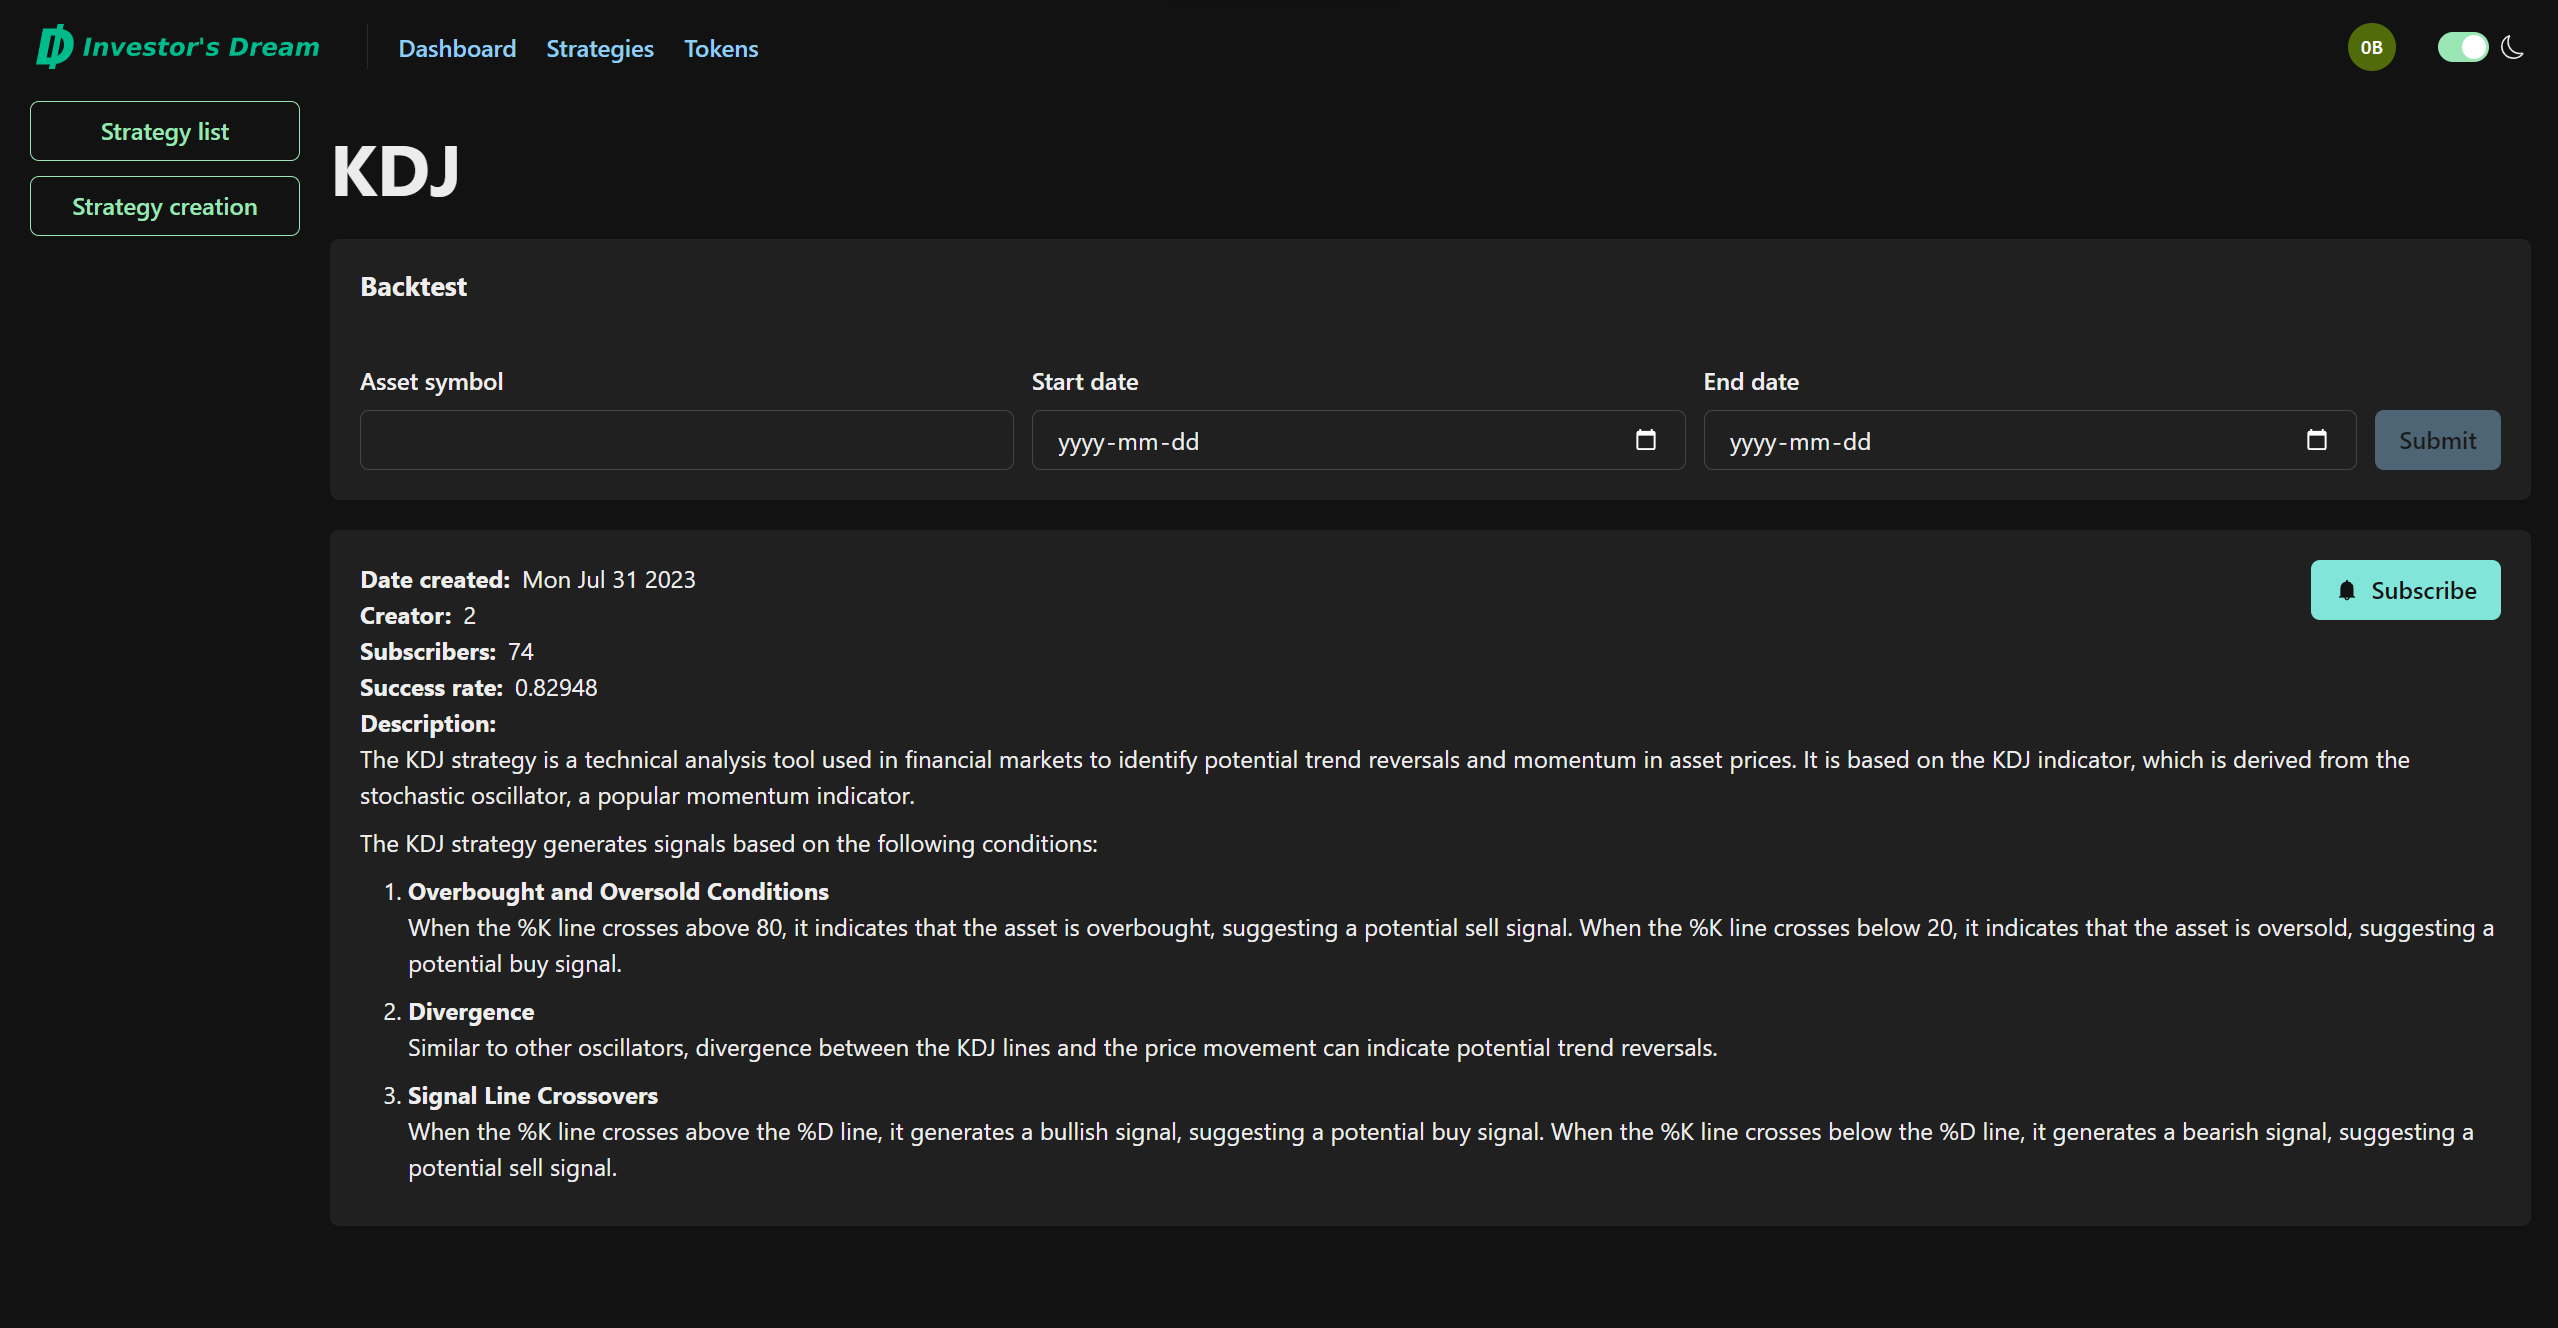 Investor's Dream
Dashboard Strategies Tokens
0B
Strategy list
Strategy creation
KDJ
Backtest
Asset symbol
Start date
End date
yyyy-mm-dd
yyyy-mm-dd
Submit
Date created: Mon Jul 31 2023
Subscribe
Creator: 2
Subscribers: 74
Success rate: 0.82948
Description:
The KDJ strategy is a technical analysis tool used in financial markets to identify potential trend reversals and momentum in asset prices. It is based on the KDJ indicator, which is derived from the
stochastic oscillator, a popular momentum indicator.
The KDJ strategy generates signals based on the following conditions:
1. Overbought and Oversold Conditions
When the %K line crosses above 80, it indicates that the asset is overbought, suggesting a potential sell signal. When the %K line crosses below 20, it indicates that the asset is oversold, suggesting a
potential buy signal.
2. Divergence
Similar to other oscillators, divergence between the KDJ lines and the price movement can indicate potential trend reversals.
3. Signal Line Crossovers
When the %K line crosses above the %D line, it generates a bullish signal, suggesting a potential buy signal. When the %K line crosses below the %D line, it generates a bearish signal, suggesting a
potential sell signal.